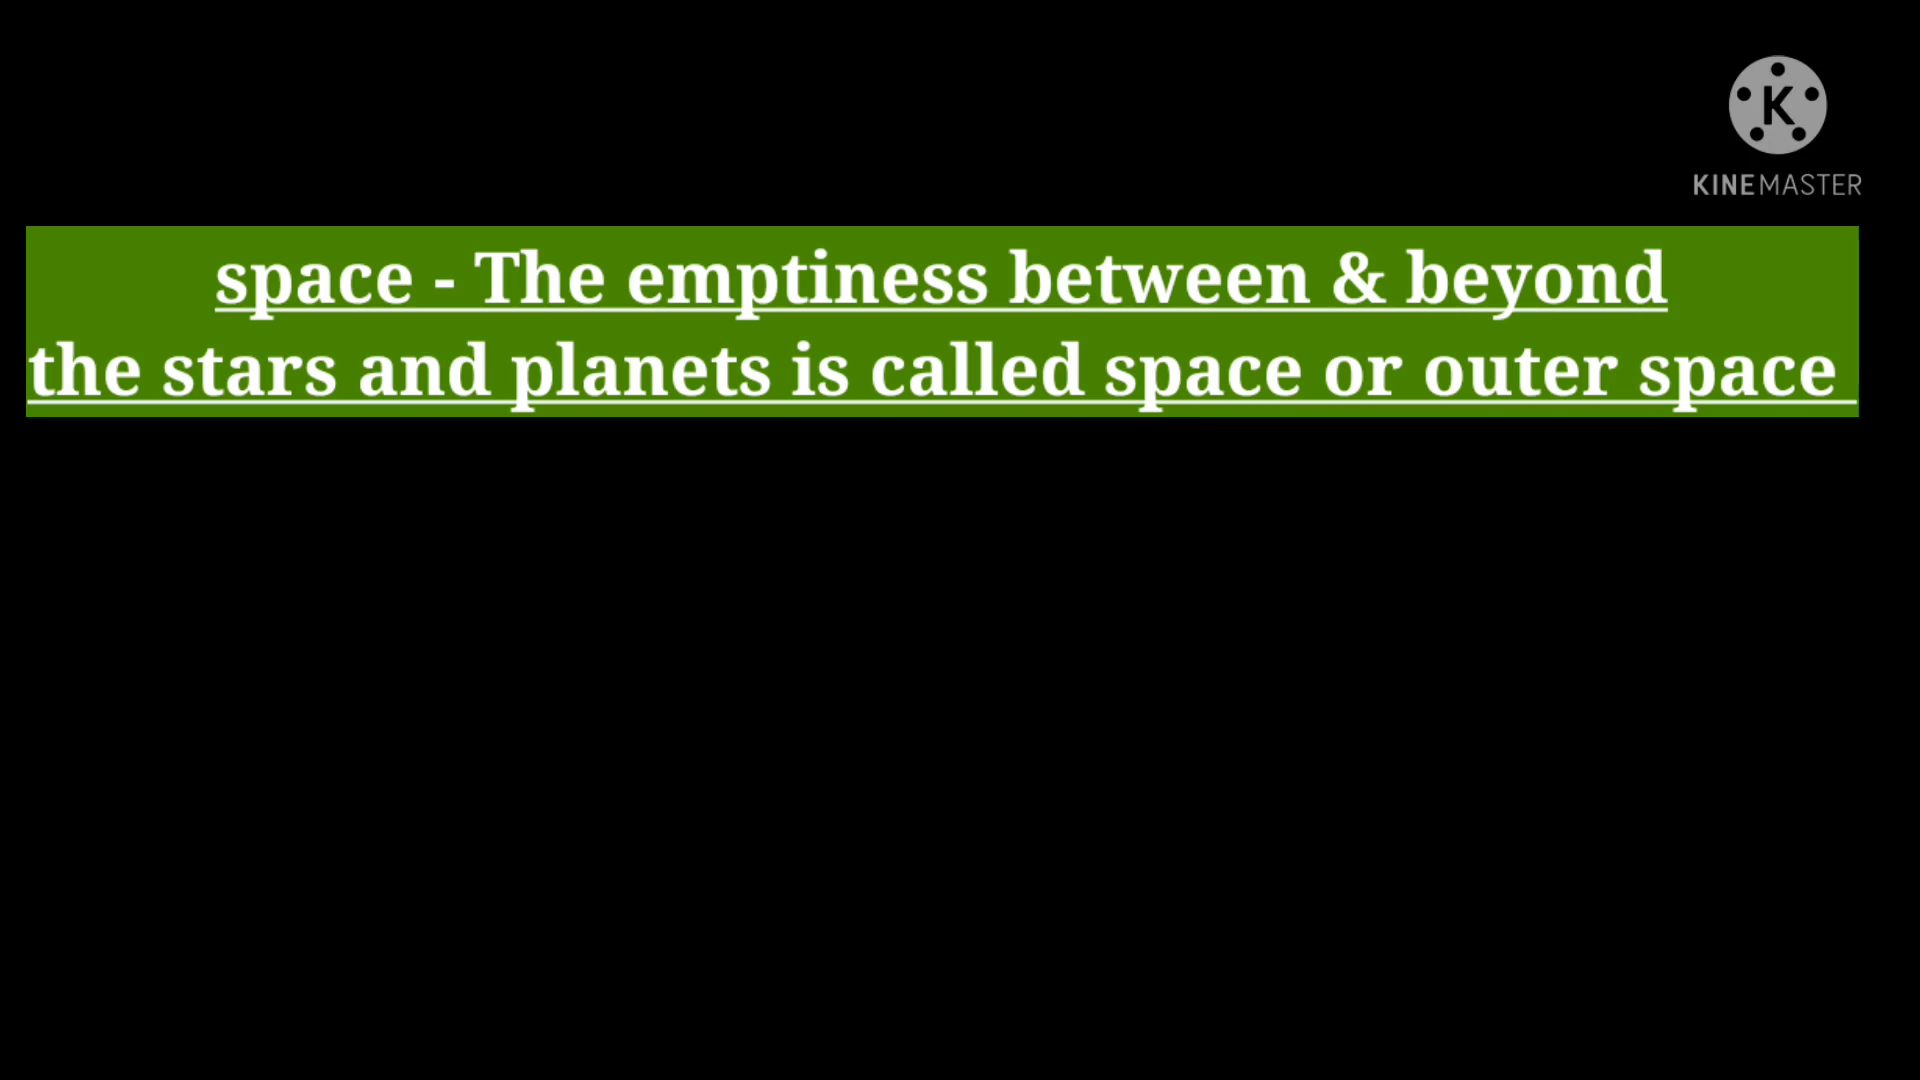 K
KINEMASTER
space - The emptiness between & beyond
the stars and planets is called space or outer space